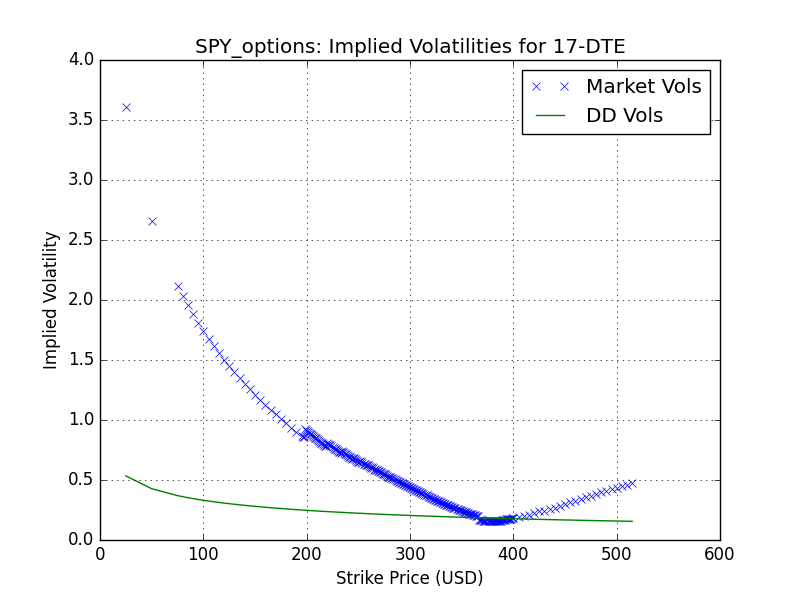 SPY_options: Implied Volatilities for 17-DTE
4.0
3.5
3.0
2.5
2.0
1.5
1.0
0.5
0.0
Implied Volatility
Market Vols
DD Vols
0 100 200 300 400 500 600
Strike Price (USD)